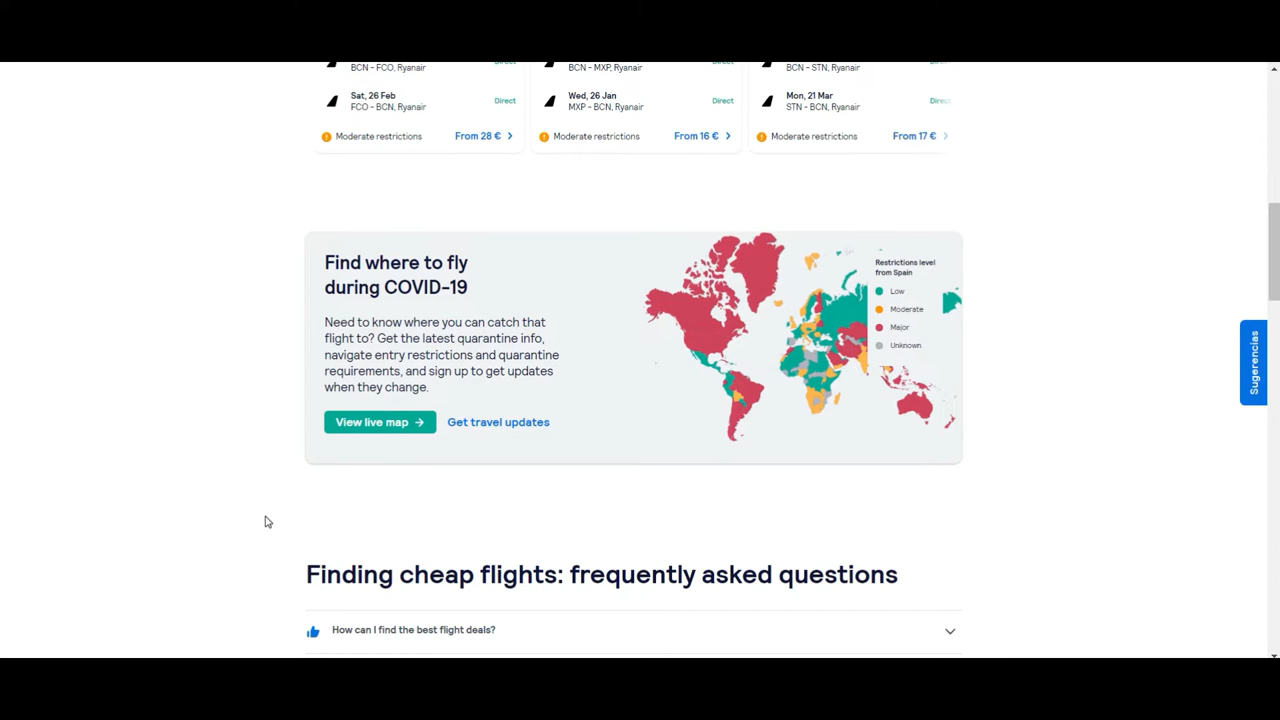 Direct
Direct
Direct
BCN - FCO, Ryanair
BCN - MXP, Ryanair
BCN - STN, Ryanair
Sat, 26 Feb
FCO - BCN, Ryanair
Direct
Wed, 26 Jan
MXP - BCN, Ryanair
Direct
Mon, 21 Mar
STN - BCN, Ryanair
Direct
Moderate restrictions
From 28 €
Moderate restrictions
From 16 €
Moderate restrictions
From 17 €
Find where to fly
during COVID-19
Need to know where you can catch that
flight to? Get the latest quarantine info,
navigate entry restrictions and quarantine
requirements, and sign up to get updates
when they change.
View live map →
Get travel updates
Restrictions level
from Spain
Low
Moderate
Major
Unknown
Sugerencias
Finding cheap flights: frequently asked questions
How can I find the best flight deals?